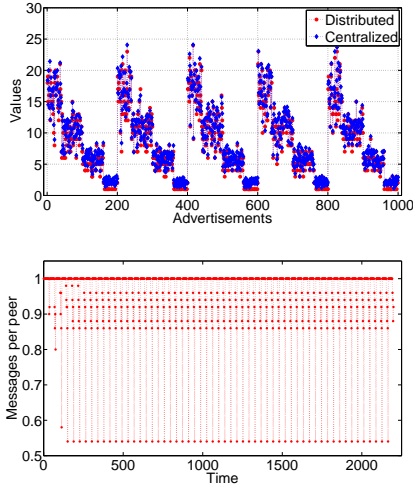 30
25
20
15
10
5
0
Values
Distributed
Centralized
0 200 400 600 800 1000
Advertisements
1
0.9
0.8
0.7
0.6
0.5
Messages per peer
0 500 1000 1500 2000
Time